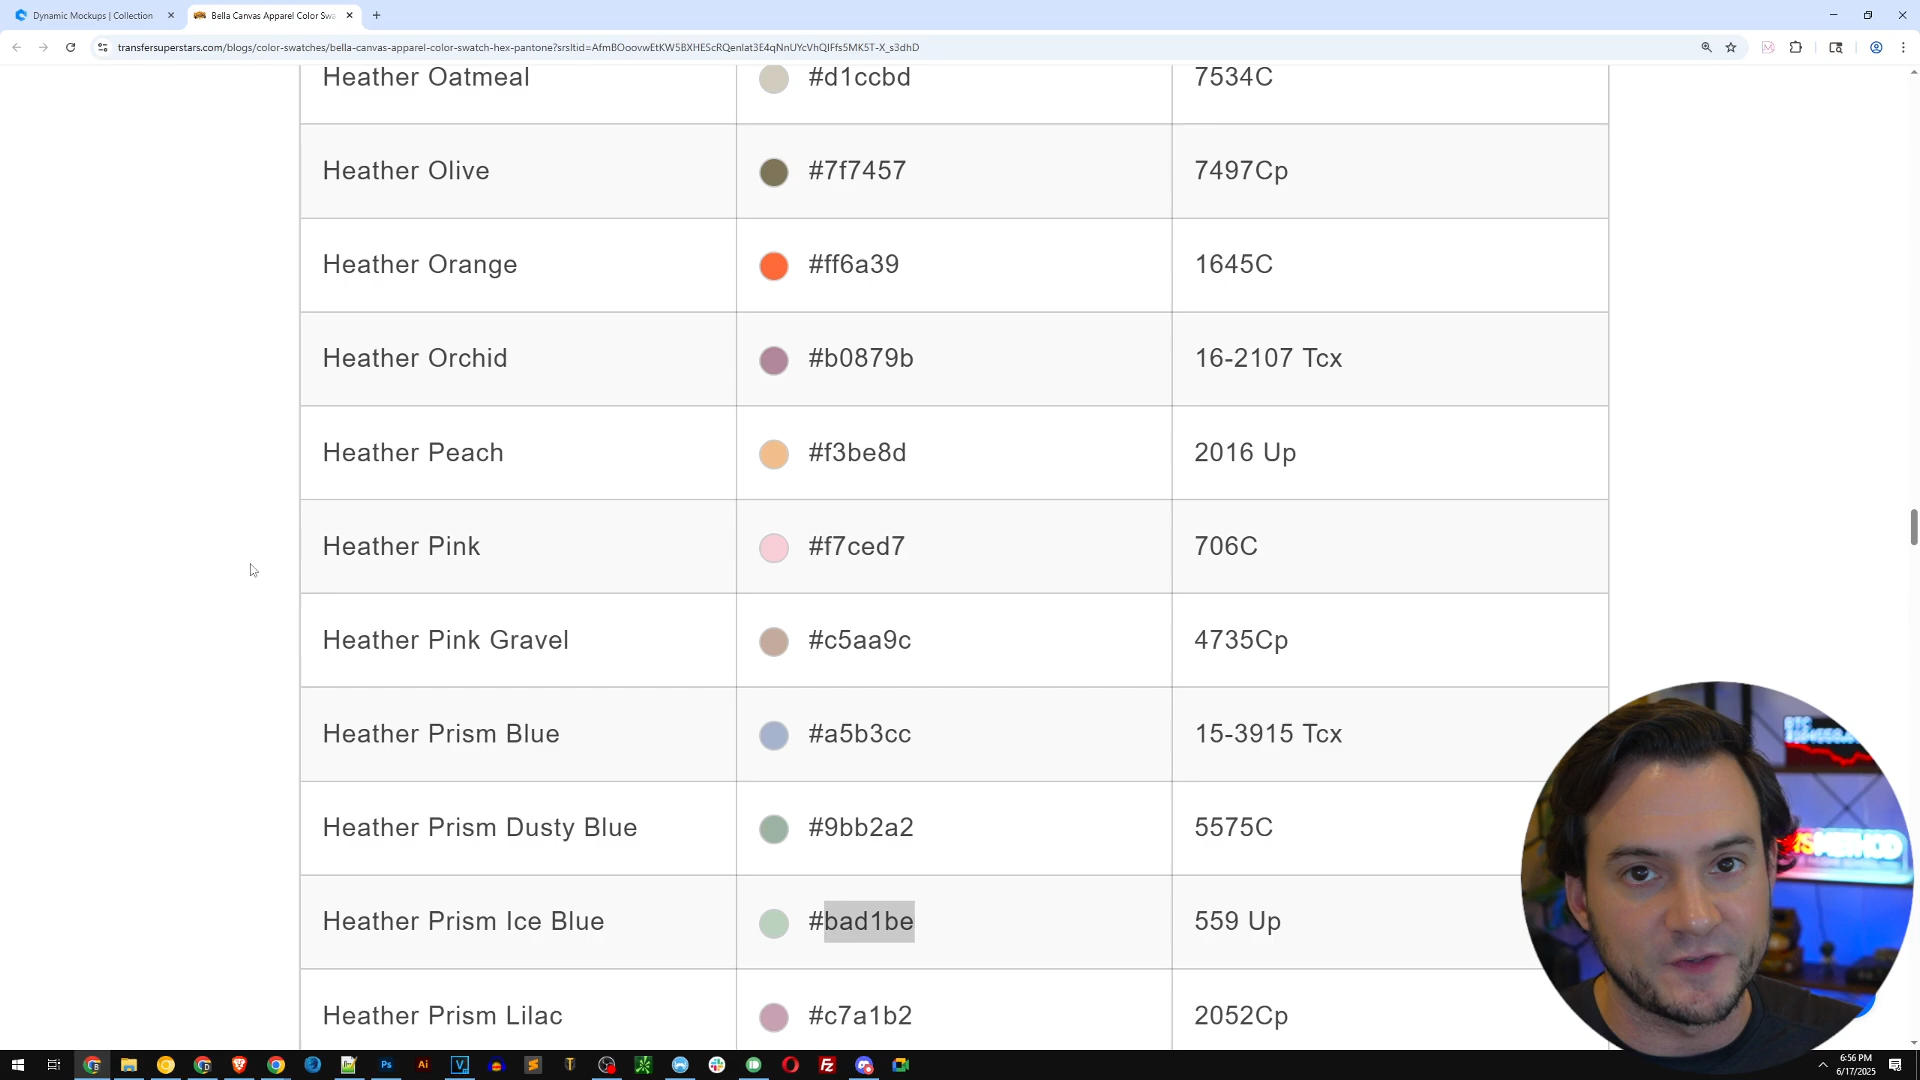 Dynamic Mockups | Collection
Bella Canvas Apparel Color Swa
transfersuperstars.com/blogs/color-swatches/bella-canvas-apparel-color-swatch-hex-pantone?srsltid=AfmBOoovwEtKW5BXHEScRQenIat3E4qNnUYcVhQIFfs5MK5T-X_s3dhD
Heather Oatmeal #d1ccbd 7534C
Heather Olive #7f7457 7497Cp
Heather Orange #ff6a39 1645C
Heather Orchid #b0879b 16-2107 Tcx
Heather Peach #f3be8d 2016 Up
Heather Pink #f7ced7 706C
Heather Pink Gravel #c5aa9c 4735Cp
Heather Prism Blue #a5b3cc 15-3915 Tcx
Heather Prism Dusty Blue #9bb2a2 5575C
Heather Prism Ice Blue #bad1be 559 Up
Heather Prism Lilac #c7a1b2 2052Cp
6:56 PM
6/17/2025